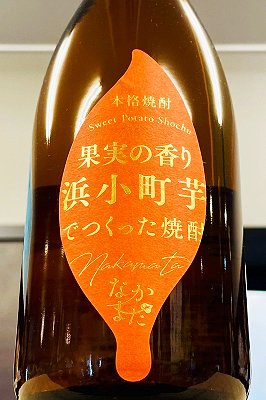 本格焼酎
Sweet Potato Shochu
果実の香り
浜小町芋
でつくった焼酎
Nakamata
なかまた